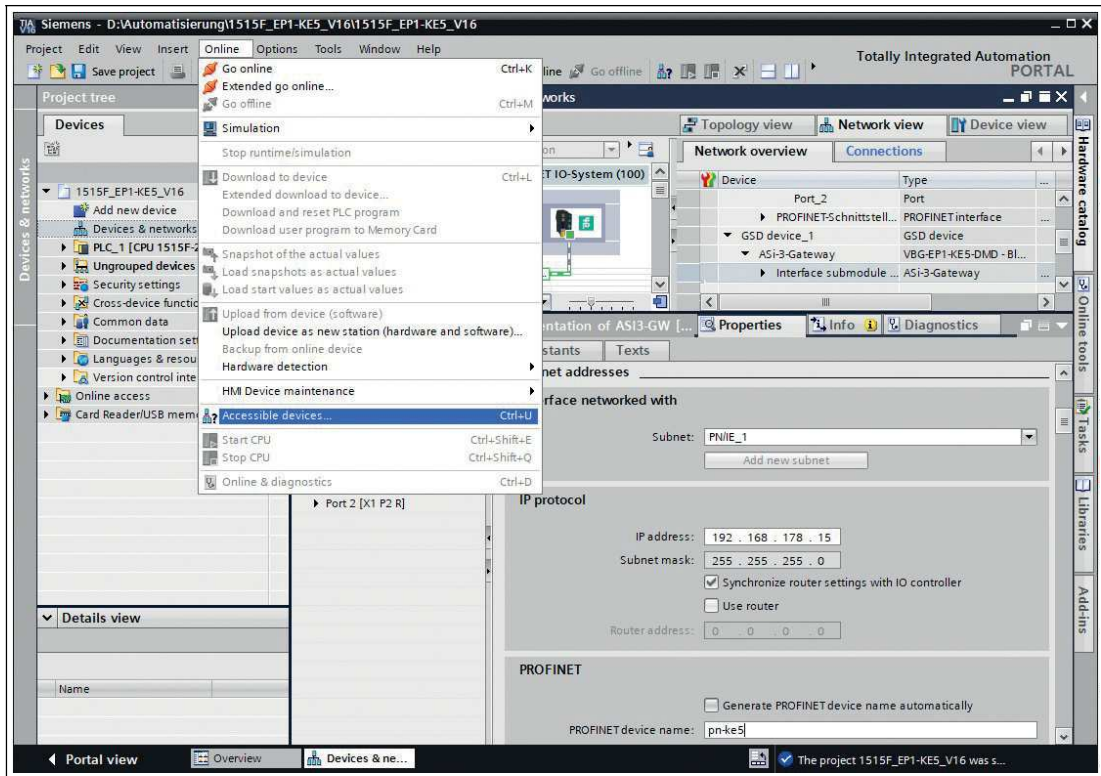 Siemens - D:\Automatisierung\1515F_EP1-KE5_V16\1515F_EP1-KE5_V16
Project Edit View Insert Online Options Tools Window Help
Totally Integrated Automation
PORTAL
Save project
line Go offline
Go online Ctrl+K
Extended go online...
Go offline Ctrl+M
Simulation
Stop runtime/simulation
Download to device Ctrl+L
Extended download to device...
Download and reset PLC program
Download user program to Memory Card
Snapshot of the actual values
Load snapshots as actual values
Load start values as actual values
Upload from device (software)
Upload device as new station (hardware and software)...
Backup from online device
Hardware detection
HMI Device maintenance
Accessible devices... Ctrl+U
Start CPU Ctrl+Shift+E
Stop CPU Ctrl+Shift+Q
Online & diagnostics Ctrl+D
Project tree
Devices
Devices & networks
1515F_EP1-KE5_V16
Add new device
Devices & networks
PLC_1 [CPU 1515F-2
Ungrouped devices
Security settings
Cross-device functio
Common data
Documentation sett
Languages & resou
Version control inte
Online access
Card Reader/USB memo
Details view
Name
works
Topology view Network view Device view
on
ET IO-System (100)
Network overview Connections
Device Type ...
Port_2 Port
PROFINET-Schnittstell... PROFINET interface ...
GSD device_1 GSD device
ASi-3-Gateway VBG-EP1-KE5-DMD - Bl...
Interface submodule ... ASi-3-Gateway ...
entation of ASI3-GW [...
Properties Info Diagnostics
stants Texts
net addresses
rface networked with
Subnet: PN/IE_1
Add new subnet
Port 2 [X1 P2 R]
IP protocol
IP address: 192 . 168 . 178 . 15
Subnet mask: 255 . 255 . 255 . 0
Synchronize router settings with IO controller
Use router
Router address: 0 . 0 . 0 . 0
PROFINET
Generate PROFINET device name automatically
PROFINET device name: pn-ke5
Hardware catalog
Online tools
Tasks
Libraries
Add-ins
Portal view Overview Devices & ne...
The project 1515F_EP1-KE5_V16 was s...